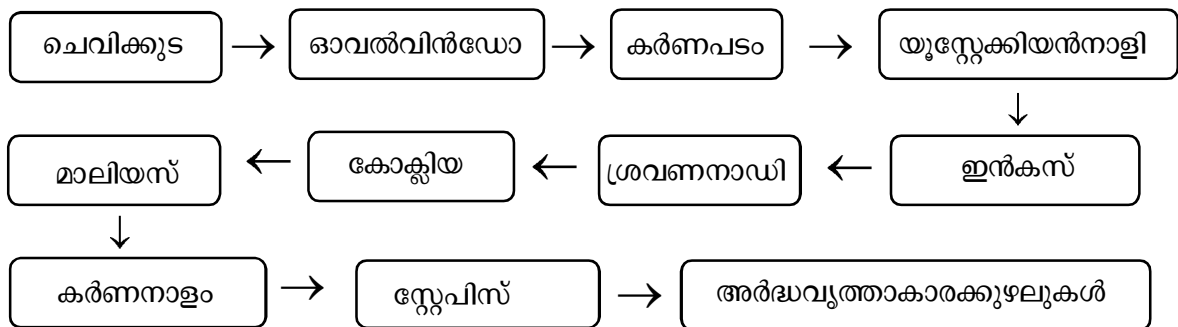 ചെവിക്കുട → ഓവൽവിൻഡോ → കർണപടം → യൂസ്റ്റേക്കിയൻനാളി
↓
മാലിയസ് ← കോക്ലിയ ← ശ്രവണനാഡി ← ഇൻകസ്
↓
കർണനാളം → സ്റ്റേപിസ് → അർദ്ധവൃത്താകാരക്കുഴലുകൾ